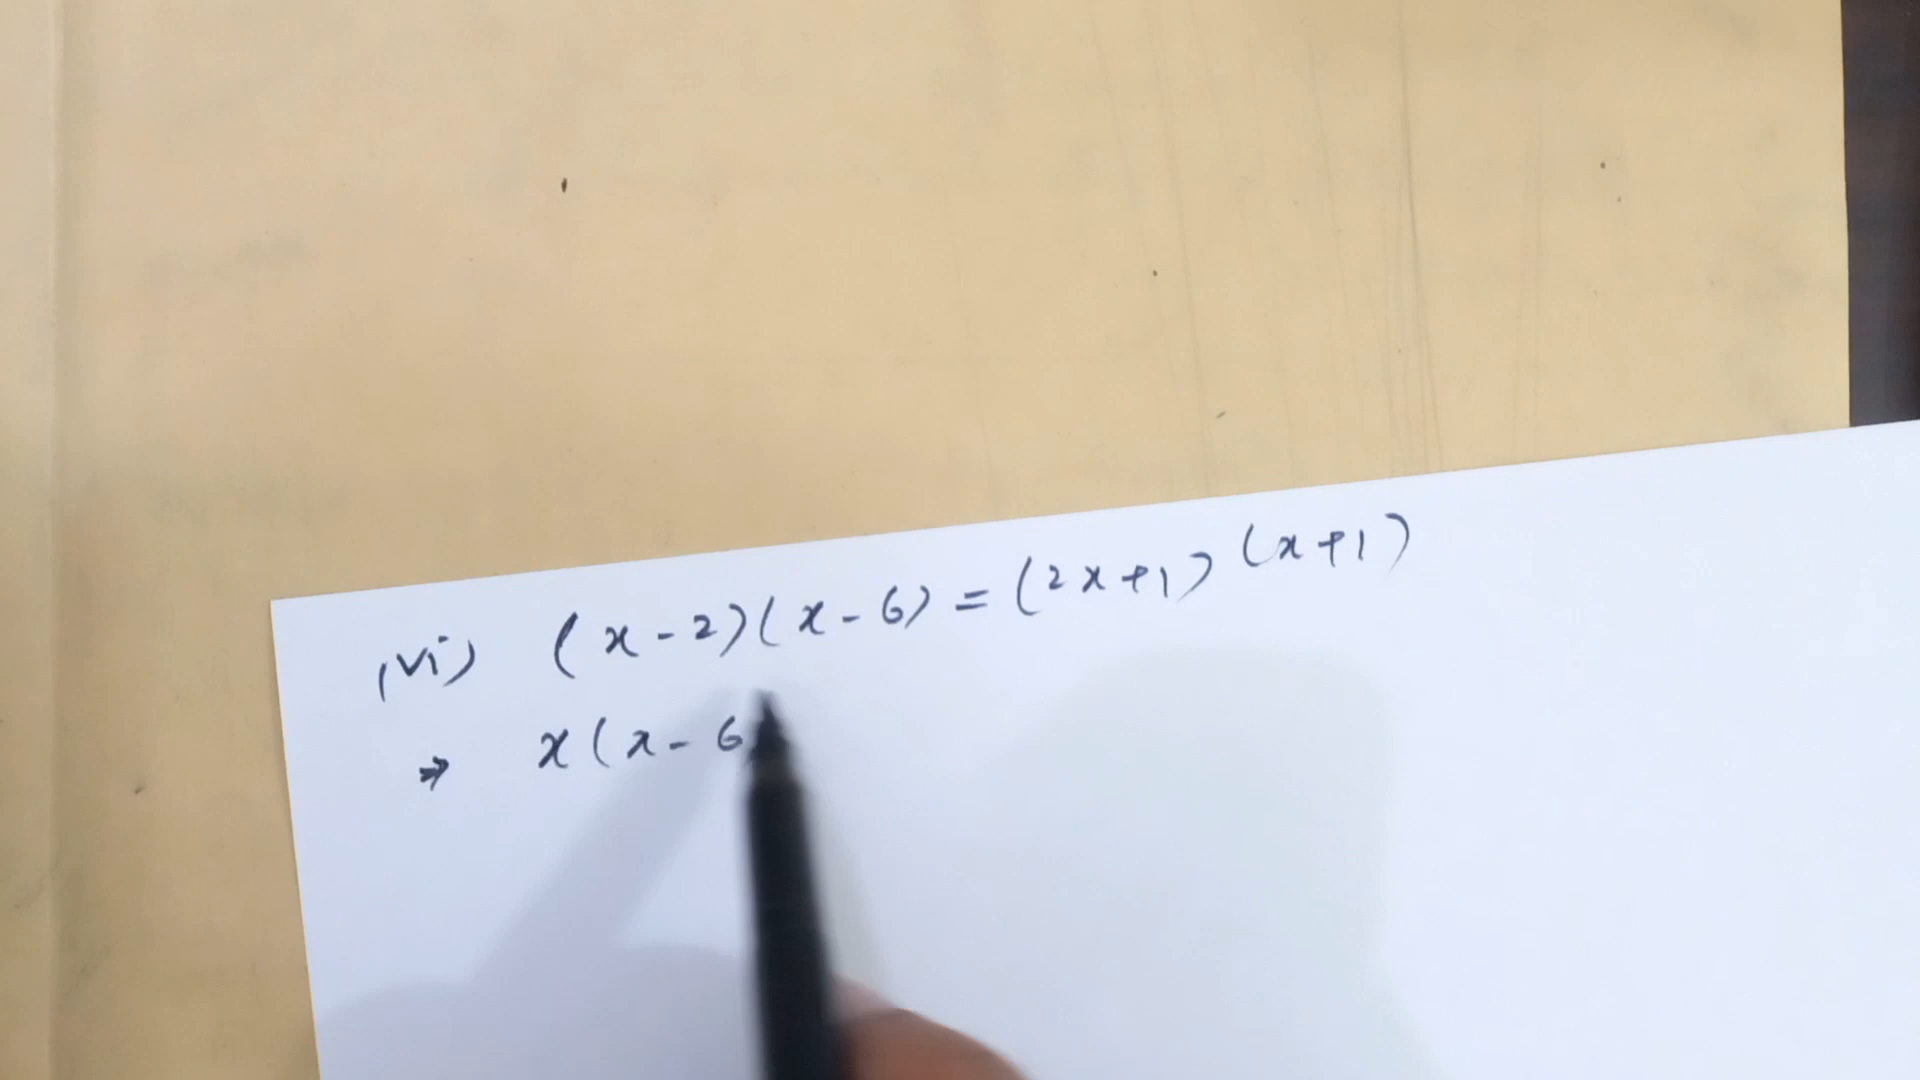 (vi) (x-2)(x-6) = (2x+1)(x+1)
⇒ x(x-6